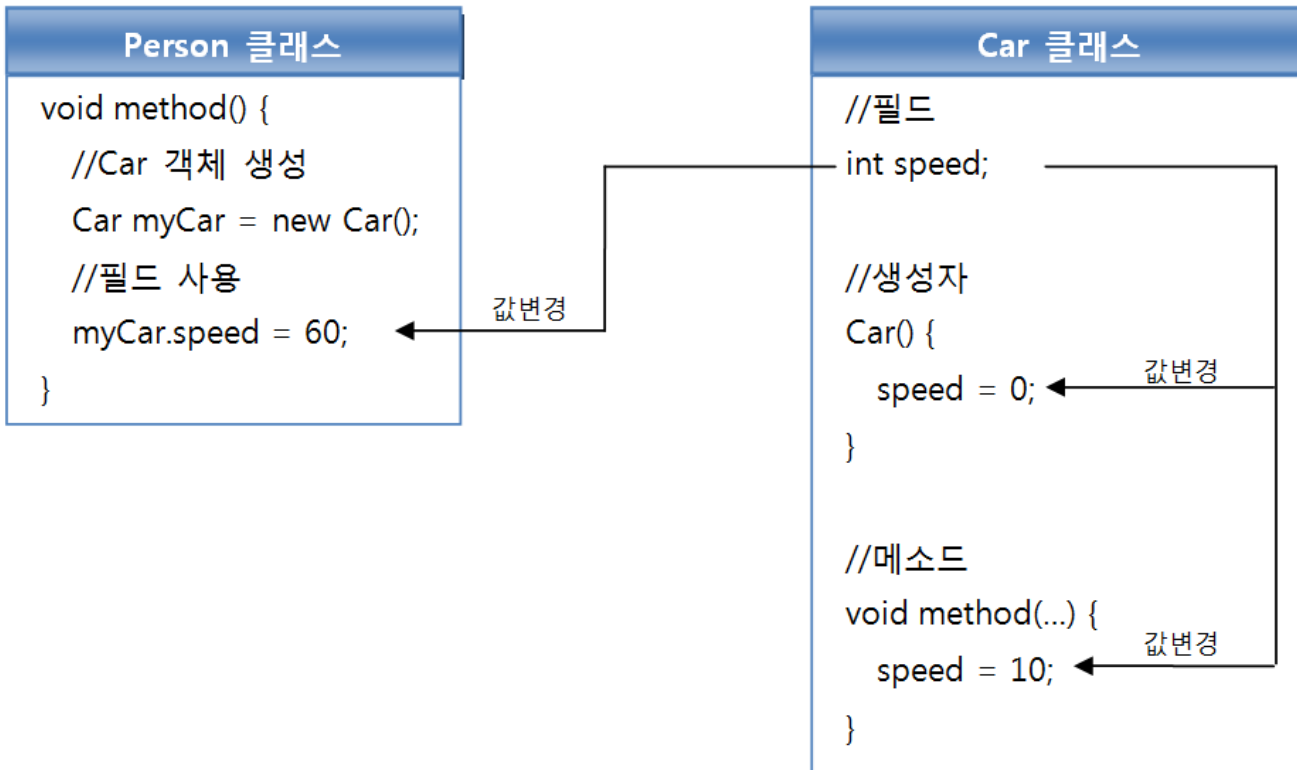 Person 클래스
void method() {
//Car 객체 생성
Car myCar = new Car();
//필드 사용
myCar.speed = 60;
}
값변경
Car 클래스
//필드
int speed;
//생성자
Car() {
speed = 0;
값변경
}
//메소드
void method(...) {
speed = 10;
값변경
}